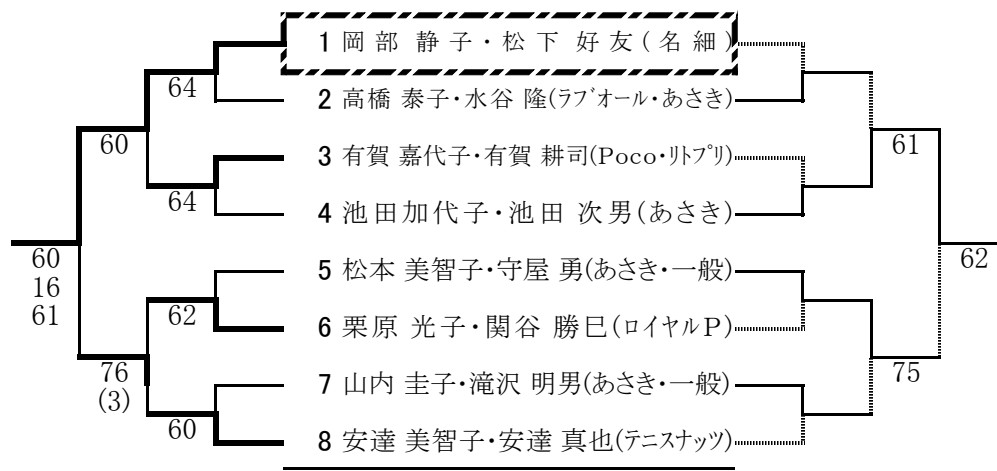 1 岡 部 静 子・松 下 好 友 ( 名 細 )
64
2 高橋 泰子・水谷 隆(ラブオール・あさき)
60
61
3 有賀 嘉代子・有賀 耕司(Poco・リトプリ)
64
4 池田加代子・池田 次男(あさき)
60
16
61
62
5 松本 美智子・守屋 勇(あさき・一般)
62
6 栗原 光子・関谷 勝巳(ロイヤルP)
76
(3)
75
7 山内 圭子・滝沢 明男(あさき・一般)
60
8 安達 美智子・安達 真也(テニスナッツ)